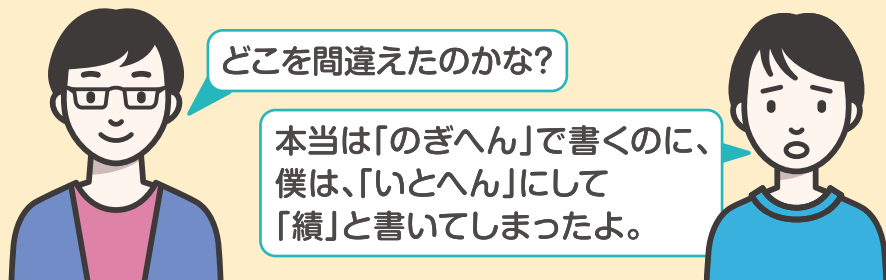 どこを間違えたのかな?
本当は「のぎへん」で書くのに、
僕は、「いとへん」にして
「績」と書いてしまったよ。